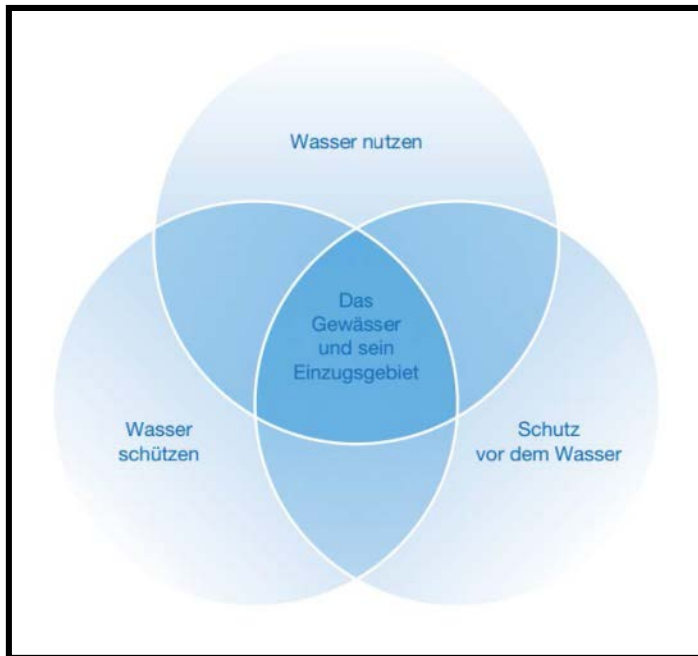 Wasser nutzen
Das
Gewässer
und sein
Einzugsgebiet
Wasser
schützen
Schutz
vor dem Wasser